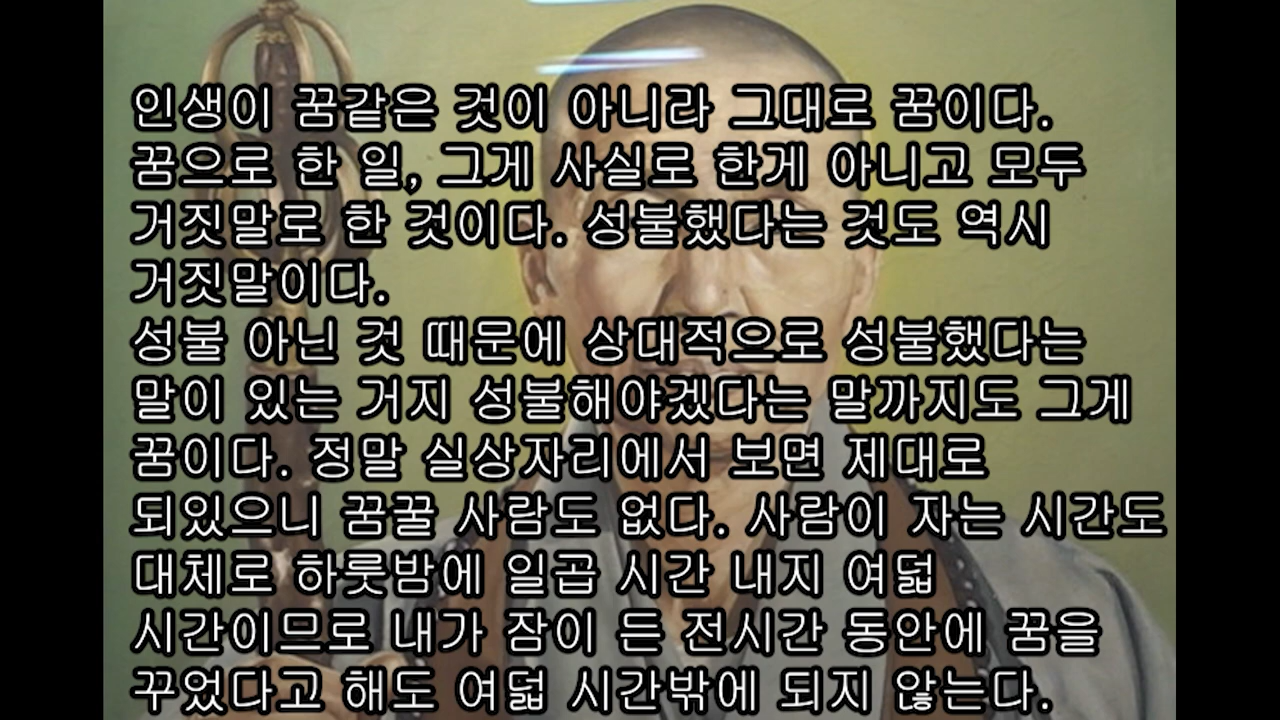 인생이 꿈같은 것이 아니라 그대로 꿈이다.
꿈으로 한 일, 그게 사실로 한게 아니고 모두
거짓말로 한 것이다. 성불했다는 것도 역시
거짓말이다.
성불 아닌 것 때문에 상대적으로 성불했다는
말이 있는 거지 성불해야겠다는 말까지도 그게
꿈이다. 정말 실상자리에서 보면 제대로
되있으니 꿈꿀 사람도 없다. 사람이 자는 시간도
대체로 하룻밤에 일곱 시간 내지 여덟
시간이므로 내가 잠이 든 전시간 동안에 꿈을
꾸었다고 해도 여덟 시간밖에 되지 않는다.